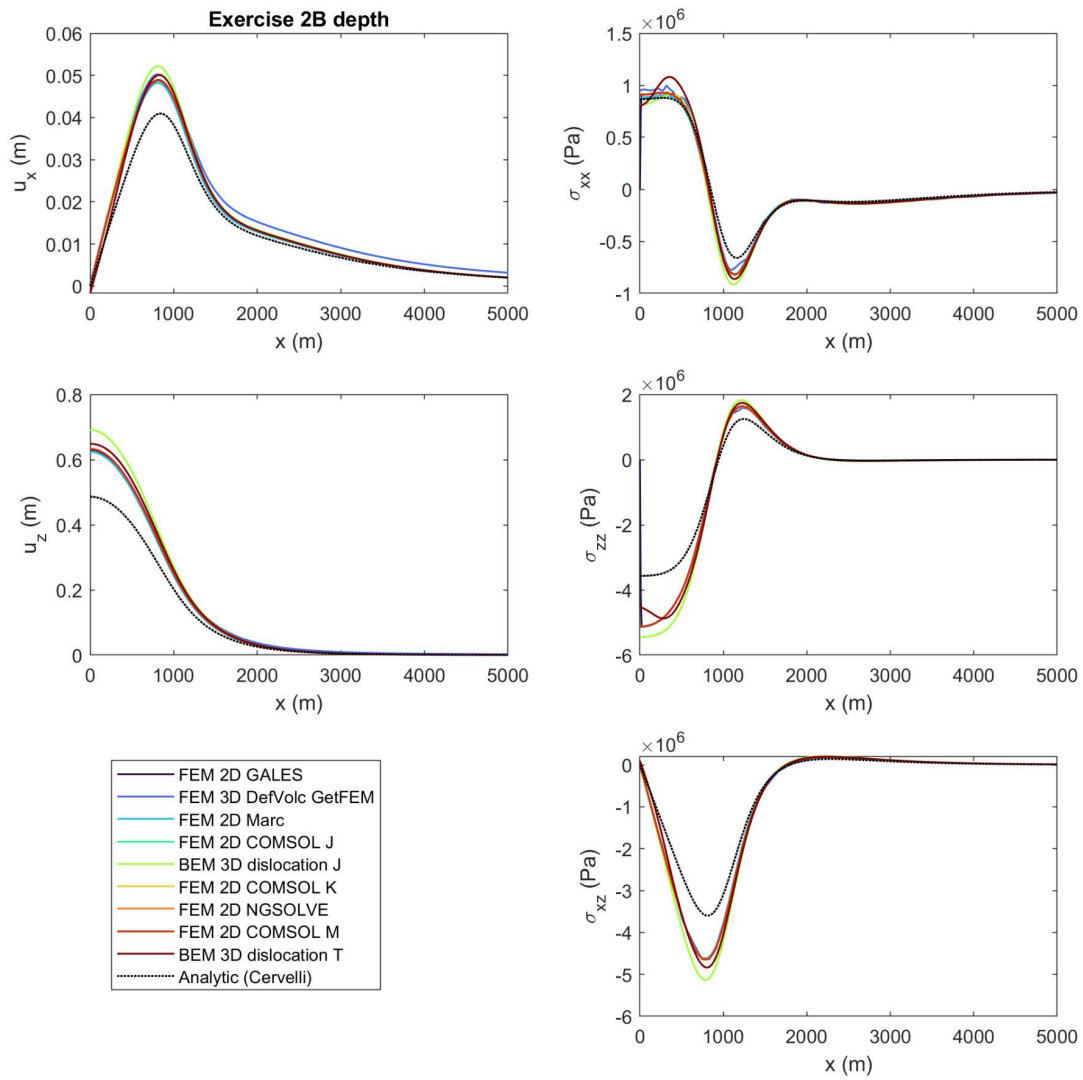 Exercise 2B depth
0.06
0.05
0.04
0.03
0.02
0.01
0
u_x (m)
0 1000 2000 3000 4000 5000
x (m)
×10^6
1.5
1
0.5
0
-0.5
-1
σ_xx (Pa)
0 1000 2000 3000 4000 5000
x (m)
0.8
0.6
0.4
0.2
0
u_z (m)
0 1000 2000 3000 4000 5000
x (m)
×10^6
2
0
-2
-4
-6
σ_zz (Pa)
0 1000 2000 3000 4000 5000
x (m)
FEM 2D GALES
FEM 3D DefVolc GetFEM
FEM 2D Marc
FEM 2D COMSOL J
BEM 3D dislocation J
FEM 2D COMSOL K
FEM 2D NGSOLVE
FEM 2D COMSOL M
BEM 3D dislocation T
Analytic (Cervelli)
×10^6
0
-1
-2
-3
-4
-5
-6
σ_xz (Pa)
0 1000 2000 3000 4000 5000
x (m)